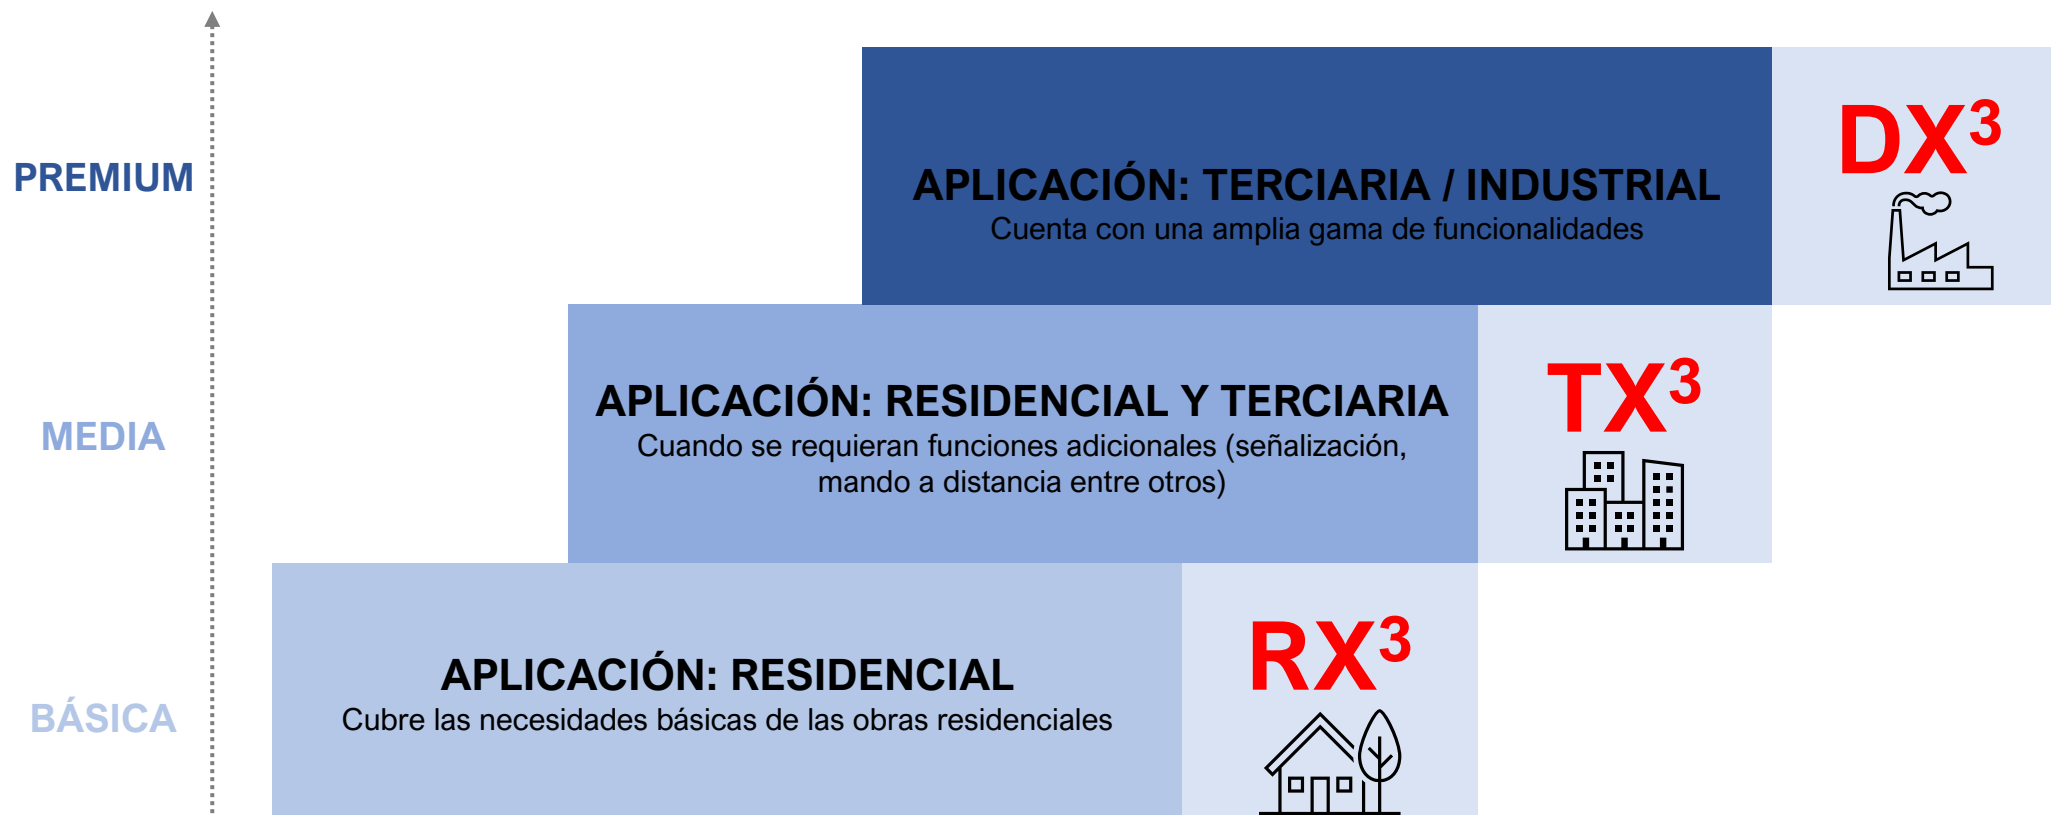 PREMIUM
APLICACIÓN: TERCIARIA / INDUSTRIAL
Cuenta con una amplia gama de funcionalidades
DX³
MEDIA
APLICACIÓN: RESIDENCIAL Y TERCIARIA
Cuando se requieran funciones adicionales (señalización,
mando a distancia entre otros)
TX³
BÁSICA
APLICACIÓN: RESIDENCIAL
Cubre las necesidades básicas de las obras residenciales
RX³